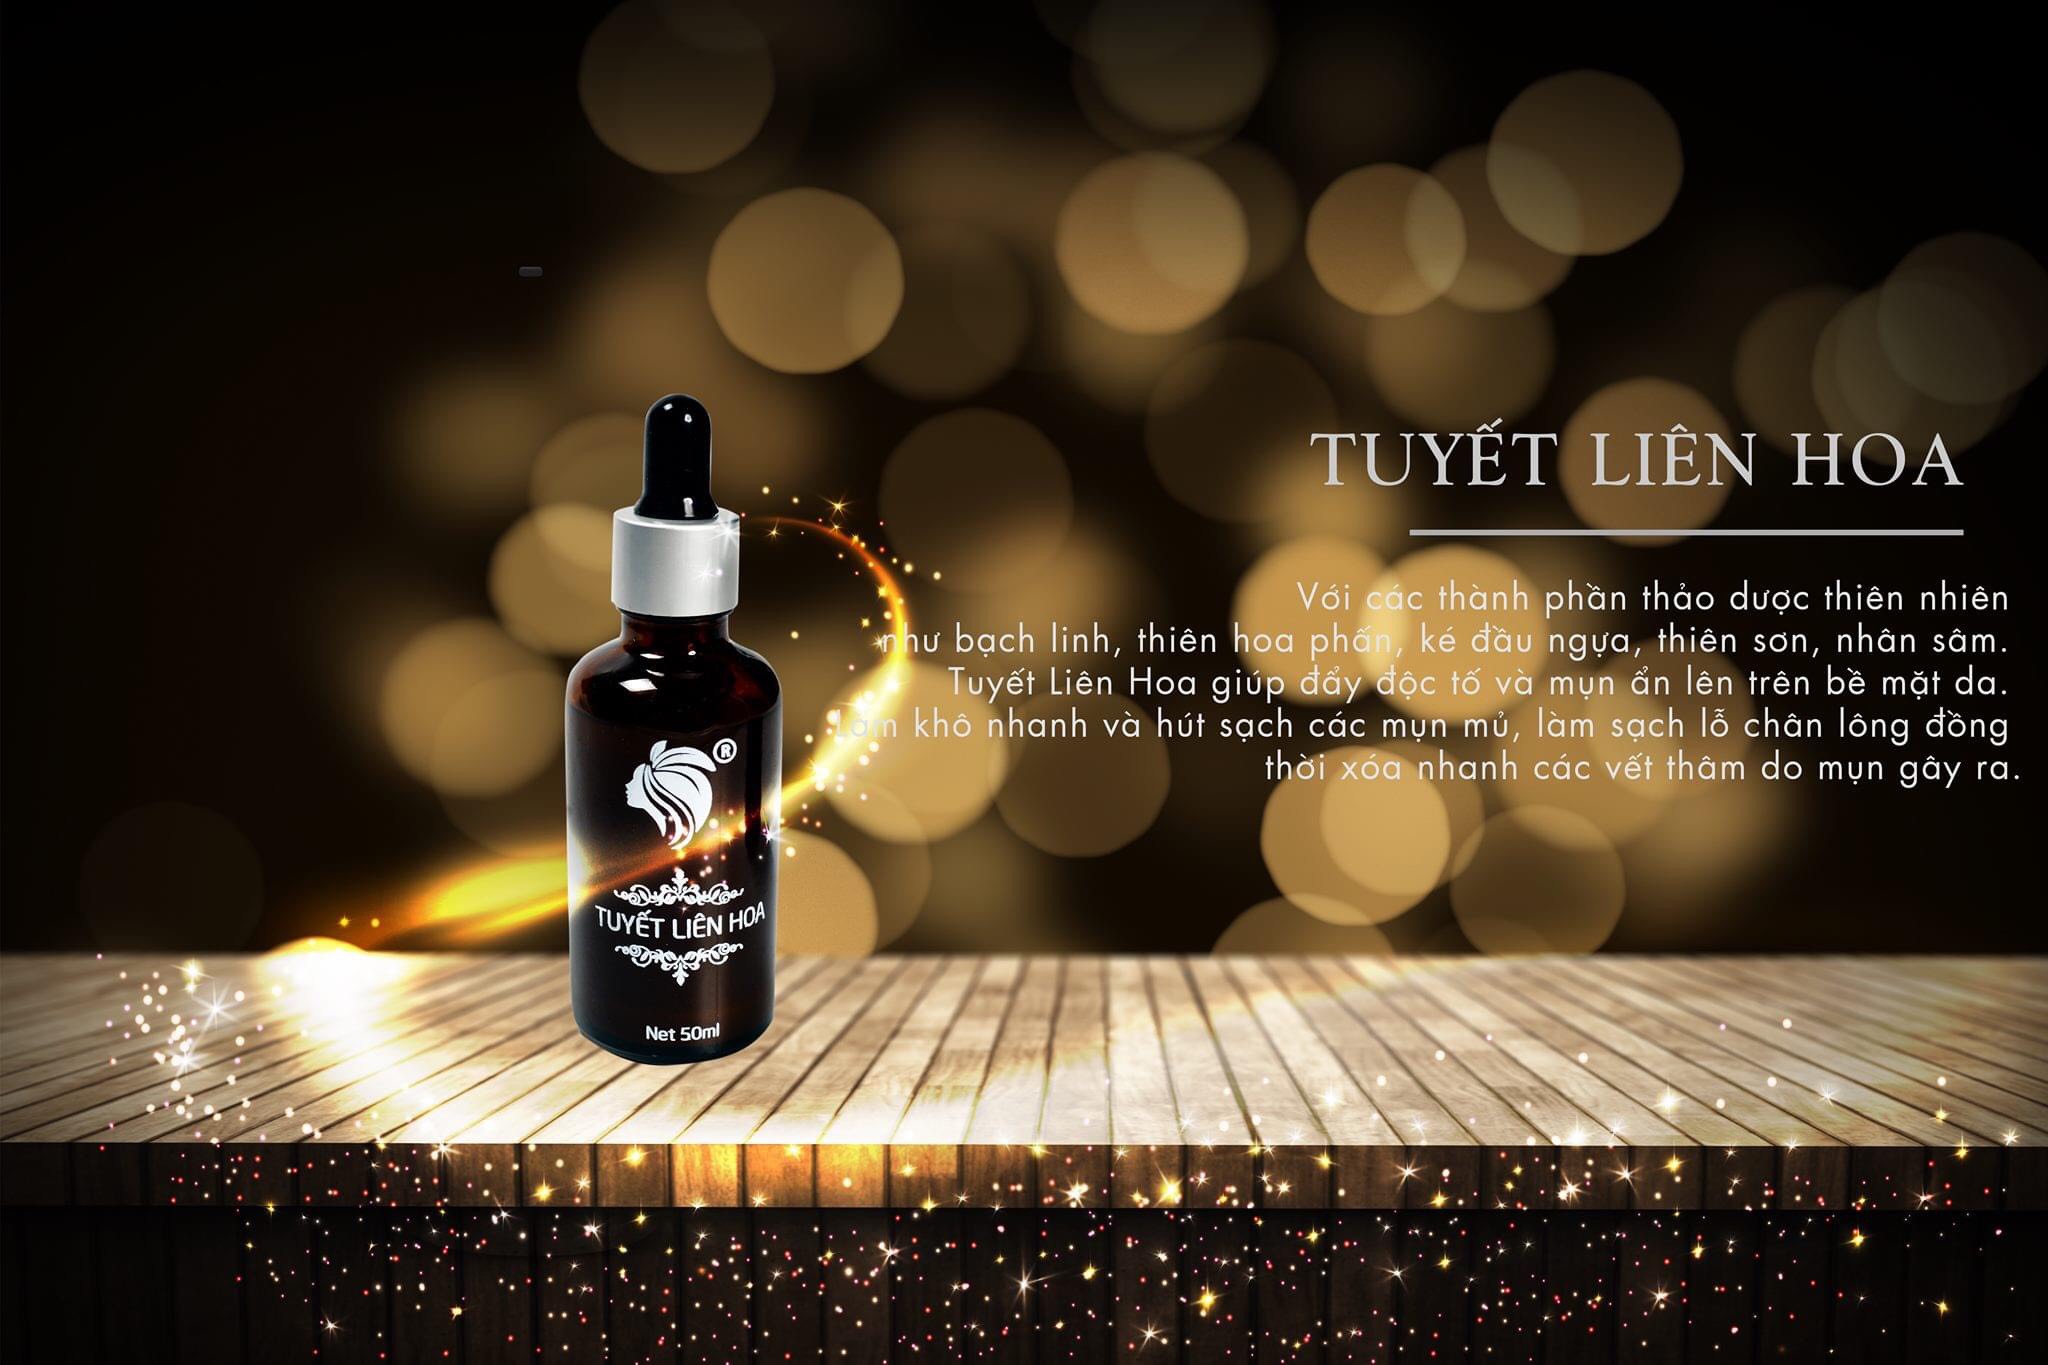 TUYẾT LIÊN HOA
Với các thành phần thảo dược thiên nhiên
như bạch linh, thiên hoa phấn, ké đầu ngựa, thiên sơn, nhân sâm.
Tuyết Liên Hoa giúp đẩy độc tố và mụn ẩn lên trên bề mặt da.
Làm khô nhanh và hút sạch các mụn mủ, làm sạch lỗ chân lông đồng
thời xóa nhanh các vết thâm do mụn gây ra.
®
TUYẾT LIÊN HOA
Net 50ml